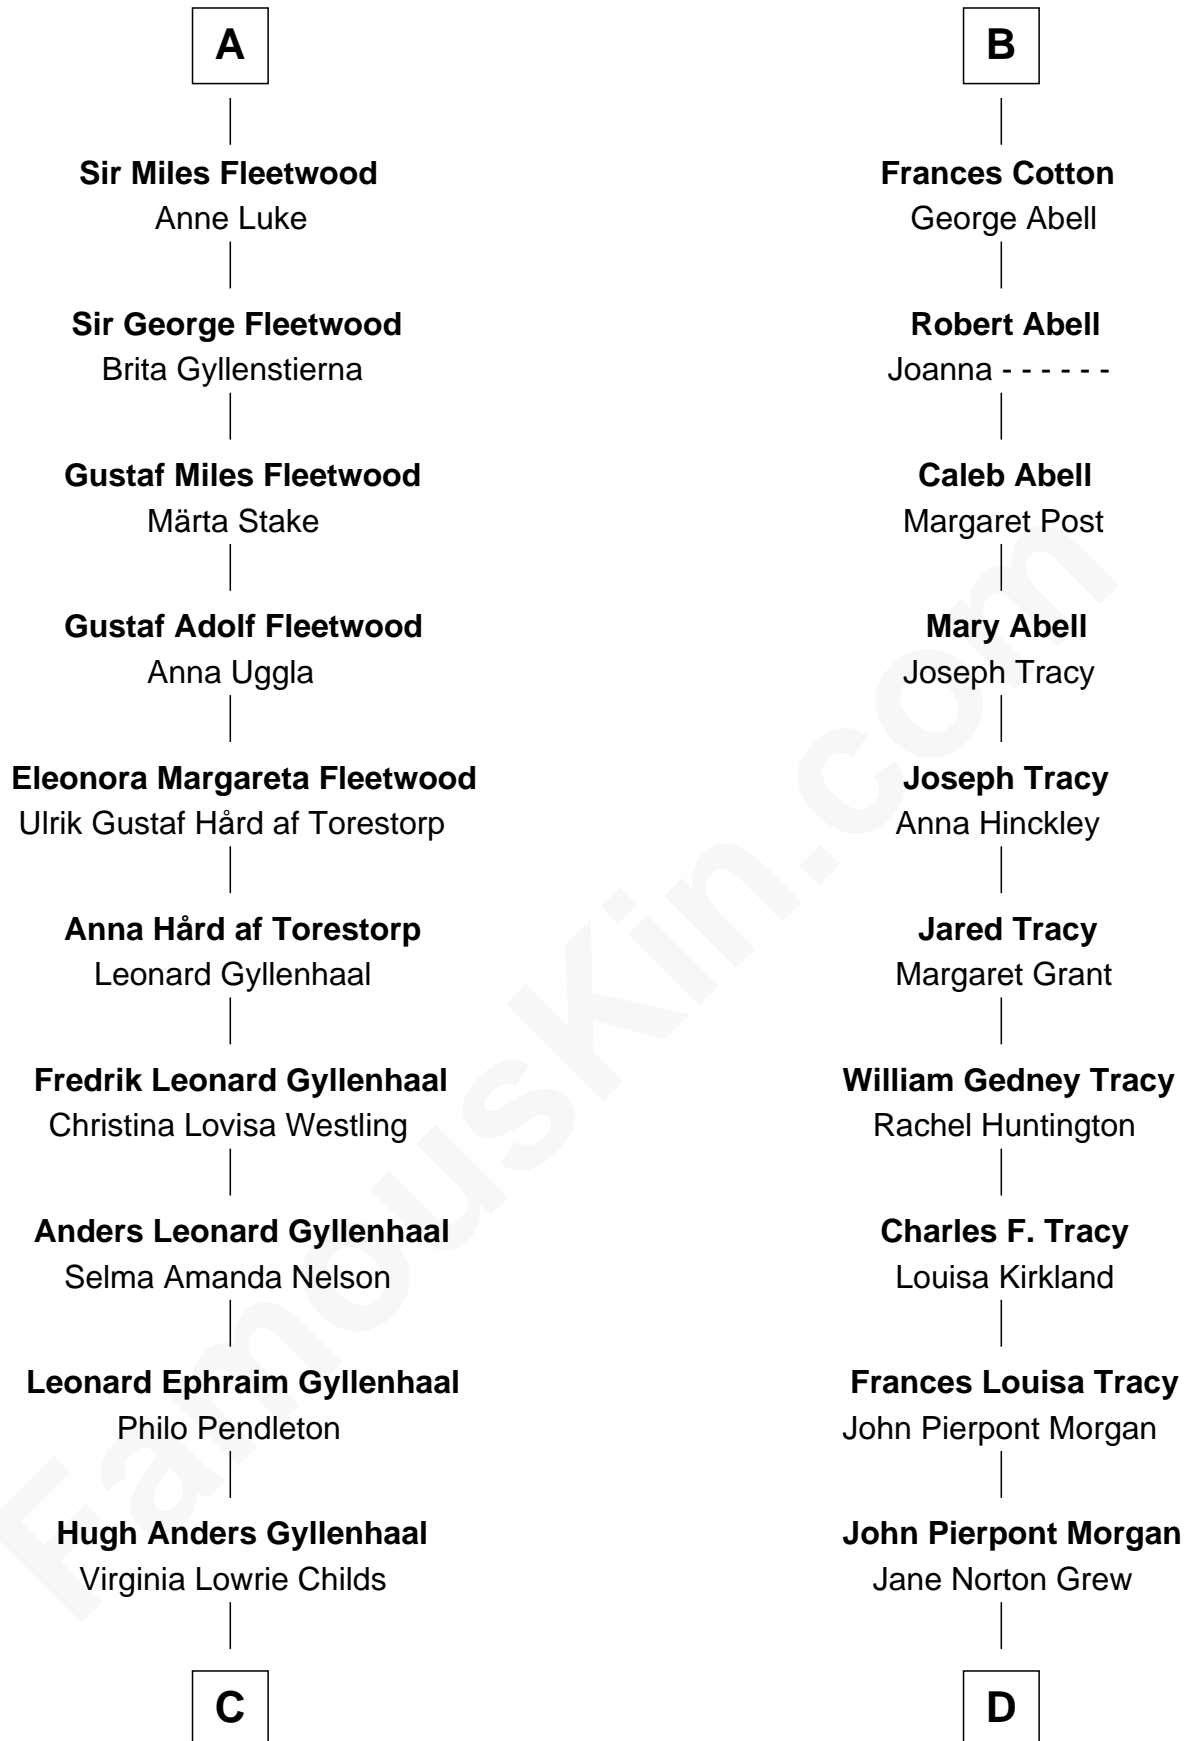 A
Sir Miles Fleetwood
Anne Luke
Sir George Fleetwood
Brita Gyllenstierna
Gustaf Miles Fleetwood
Märta Stake
Gustaf Adolf Fleetwood
Anna Uggla
Eleonora Margareta Fleetwood
Ulrik Gustaf Hård af Torestorp
Anna Hård af Torestorp
Leonard Gyllenhaal
Fredrik Leonard Gyllenhaal
Christina Lovisa Westling
Anders Leonard Gyllenhaal
Selma Amanda Nelson
Leonard Ephraim Gyllenhaal
Philo Pendleton
Hugh Anders Gyllenhaal
Virginia Lowrie Childs
C
B
Frances Cotton
George Abell
Robert Abell
Joanna - - - - - -
Caleb Abell
Margaret Post
Mary Abell
Joseph Tracy
Joseph Tracy
Anna Hinckley
Jared Tracy
Margaret Grant
William Gedney Tracy
Rachel Huntington
Charles F. Tracy
Louisa Kirkland
Frances Louisa Tracy
John Pierpont Morgan
John Pierpont Morgan
Jane Norton Grew
D
FamousKin.com